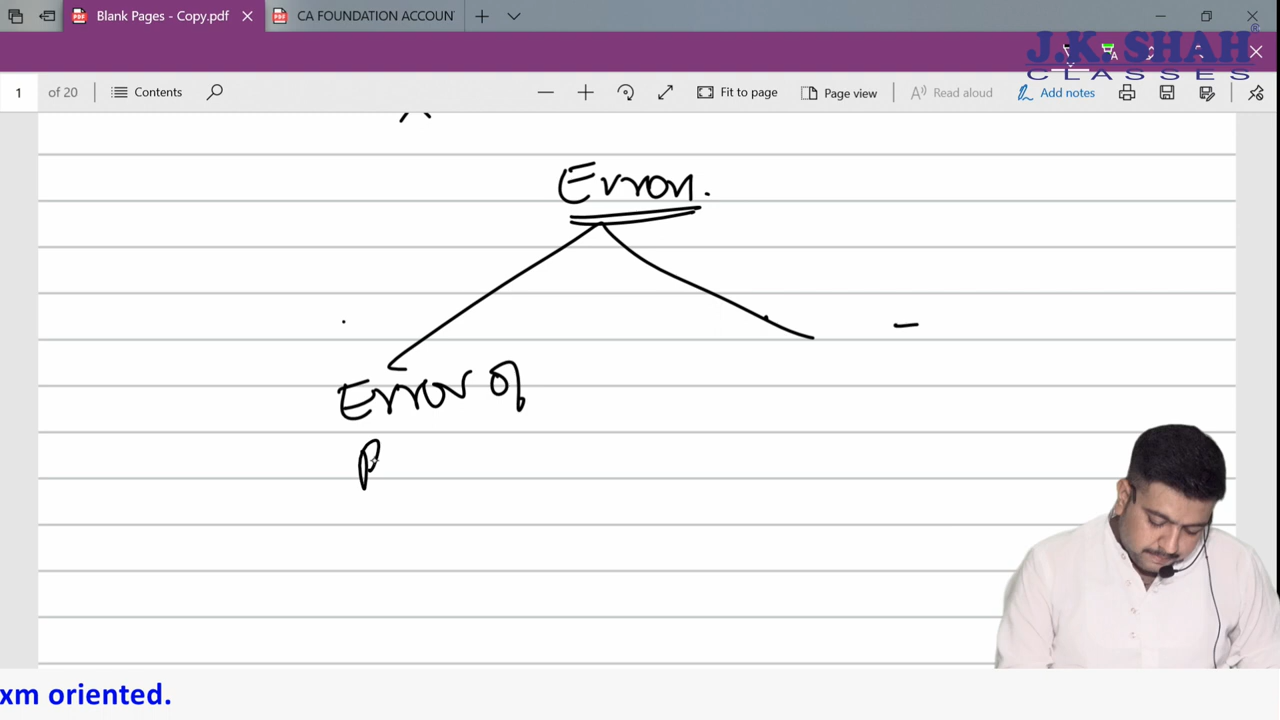 Blank Pages - Copy.pdf
CA FOUNDATION ACCOUNT
J.K. SHAH®
CLASSES
1 of 20
Contents
Fit to page
Page view
Read aloud
Add notes
Error.
Error of
P
xm oriented.